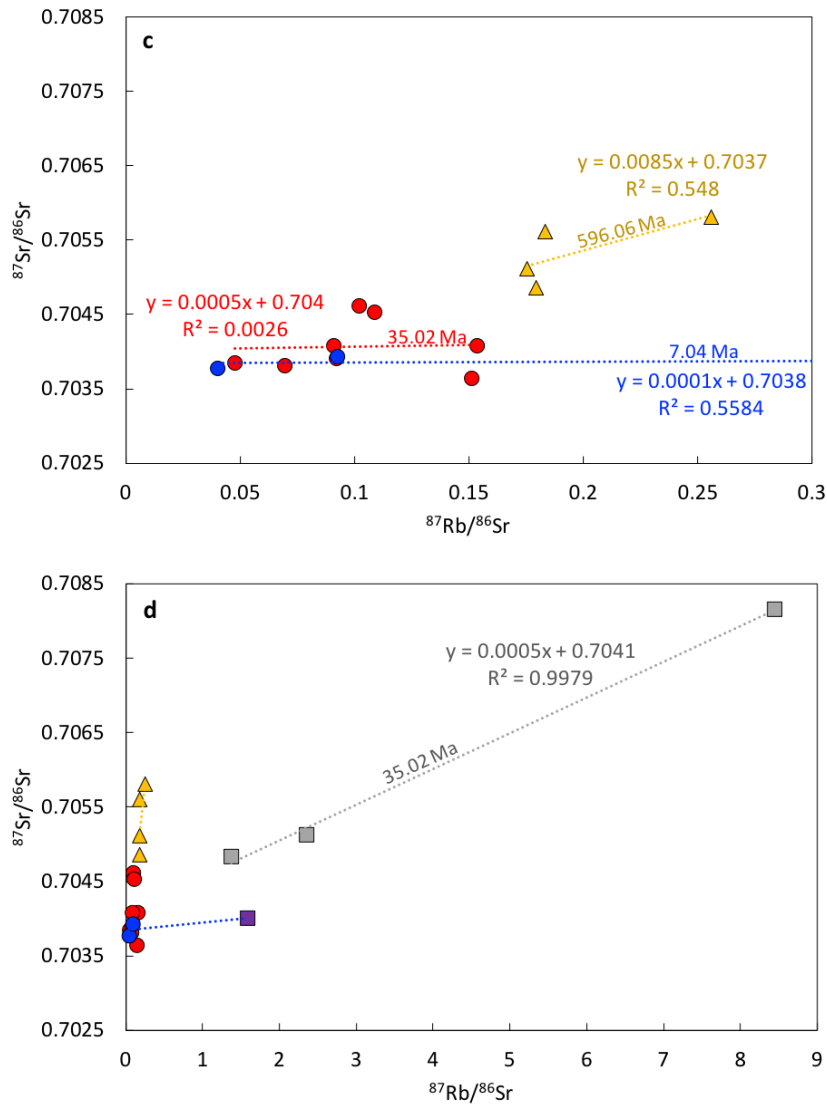 c
0.7085
0.7075
0.7065
0.7055
0.7045
0.7035
0.7025
⁸⁷Sr/⁸⁶Sr
y = 0.0085x + 0.7037
R² = 0.548
596.06 Ma
y = 0.0005x + 0.704
R² = 0.0026
35.02 Ma
7.04 Ma
y = 0.0001x + 0.7038
R² = 0.5584
0 0.05 0.1 0.15 0.2 0.25 0.3
⁸⁷Rb/⁸⁶Sr
d
0.7085
0.7075
0.7065
0.7055
0.7045
0.7035
0.7025
⁸⁷Sr/⁸⁶Sr
y = 0.0005x + 0.7041
R² = 0.9979
35.02 Ma
0 1 2 3 4 5 6 7 8 9
⁸⁷Rb/⁸⁶Sr